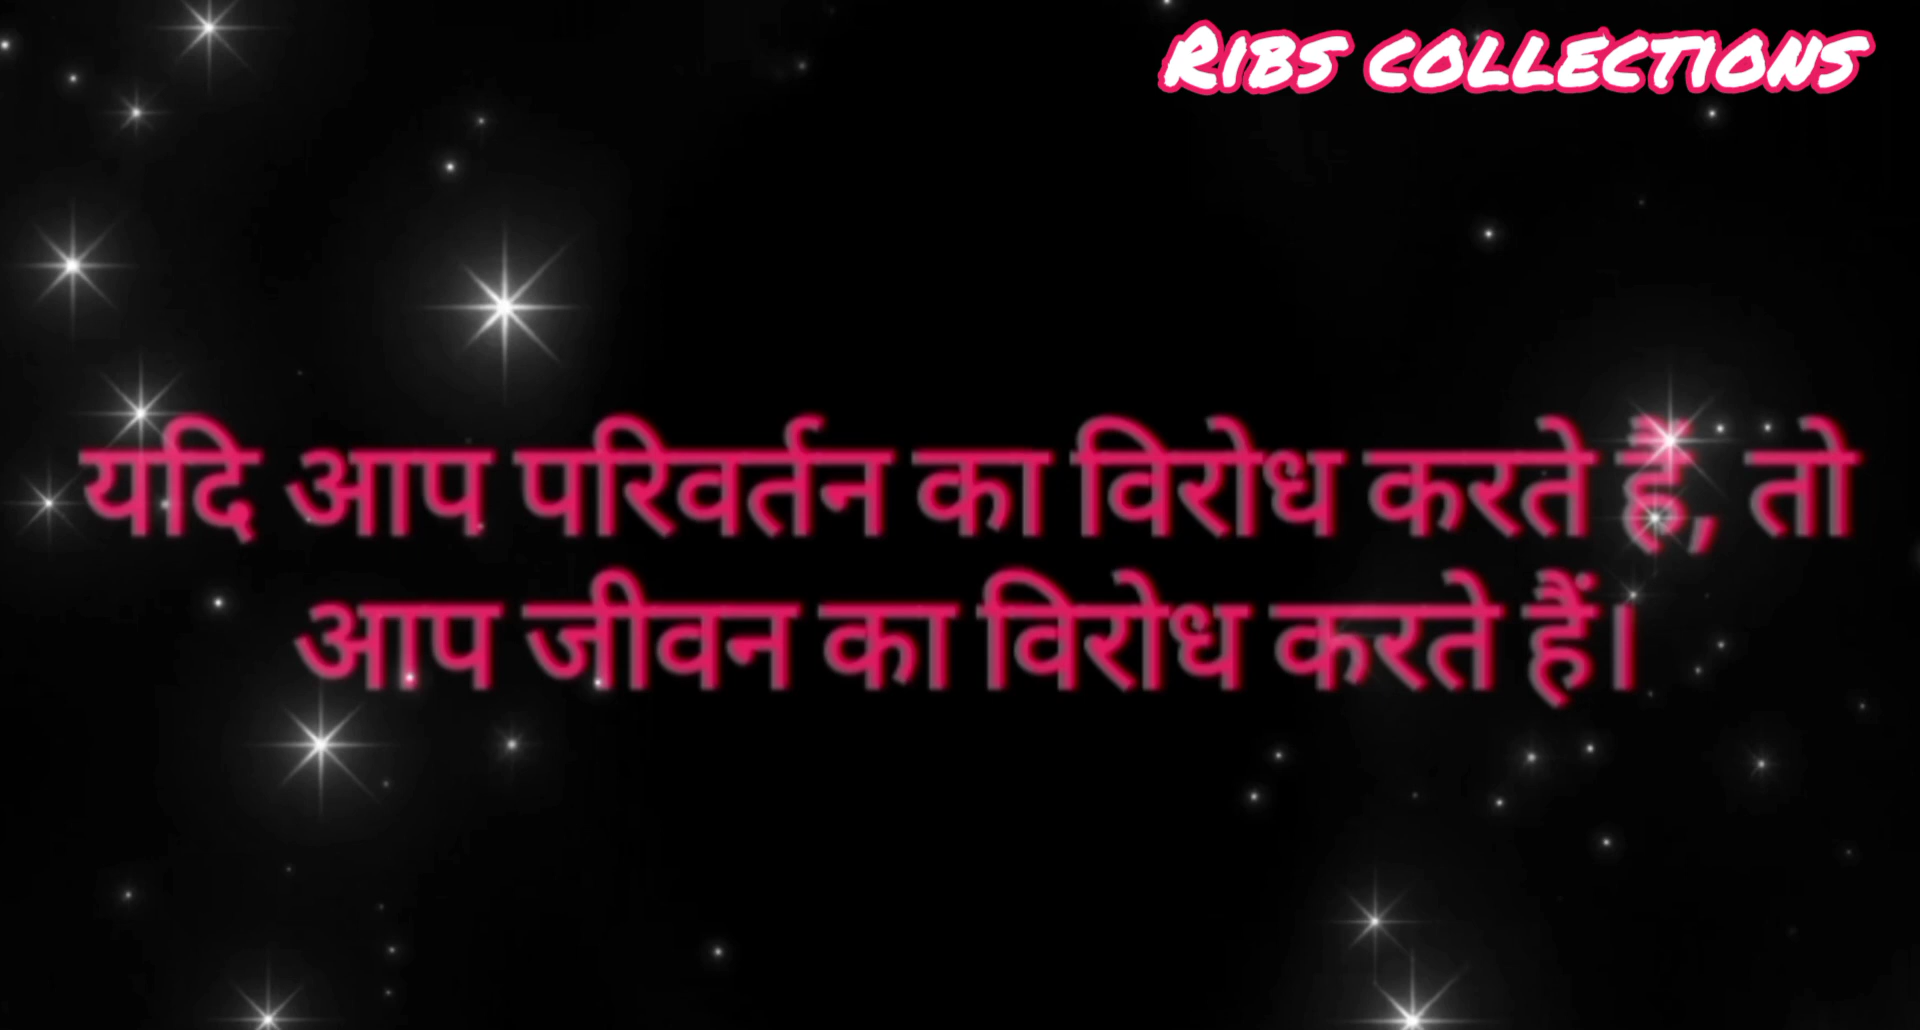 RIBS COLLECTIONS
यदि आप परिवर्तन का विरोध करते हैं, तो
आप जीवन का विरोध करते हैं।